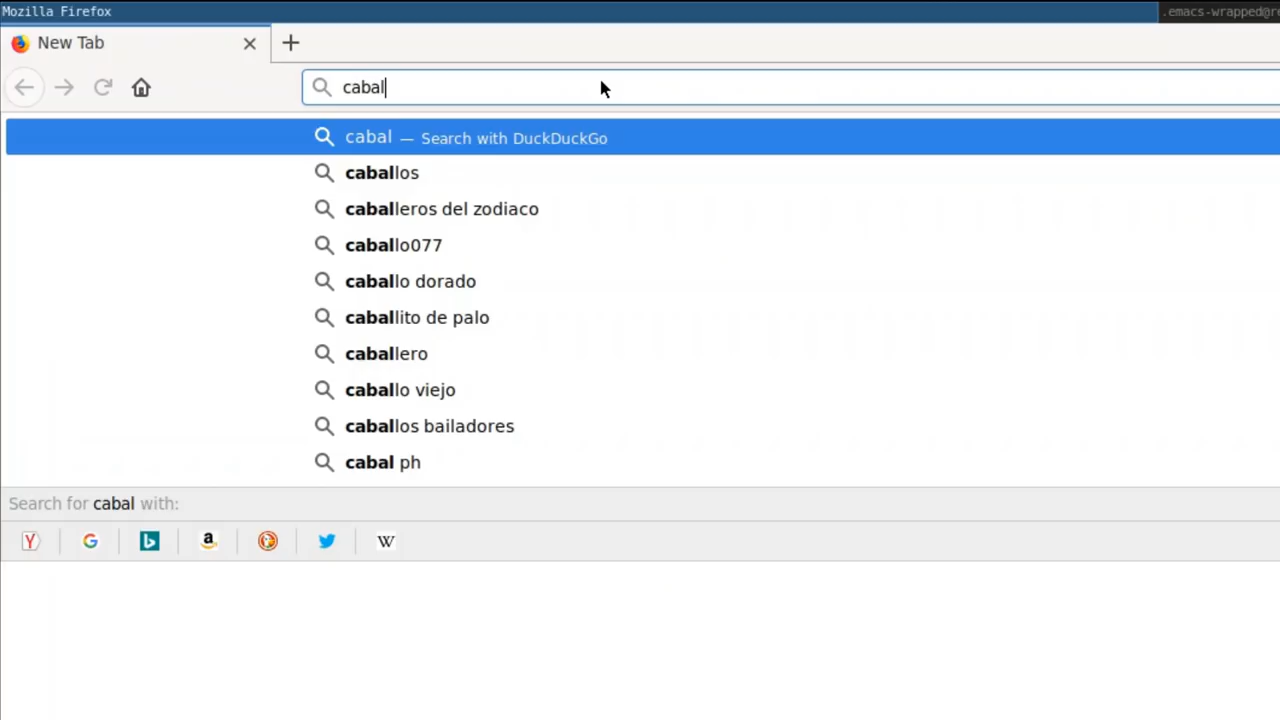 Mozilla Firefox
.emacs-wrapped@r
New Tab
cabal
cabal — Search with DuckDuckGo
caballos
caballeros del zodiaco
caballo077
caballo dorado
caballito de palo
caballero
caballo viejo
caballos bailadores
cabal ph
Search for cabal with: